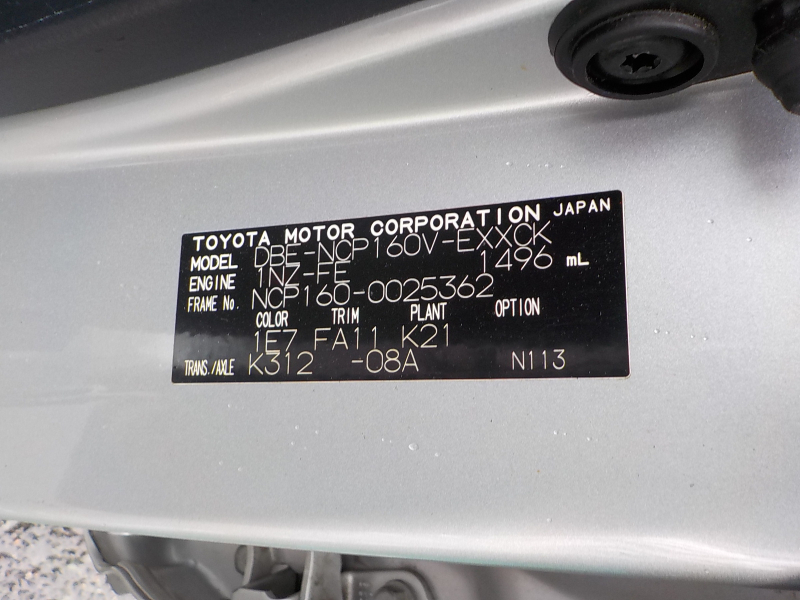 TOYOTA MOTOR CORPORATION JAPAN
MODEL DBE-NCP160V-EXXCK
ENGINE 1NZ-FE 1496 mL
FRAME No. NCP160-0025362
COLOR TRIM PLANT OPTION
1E7 FA11 K21
TRANS./AXLE K312 -08A N113